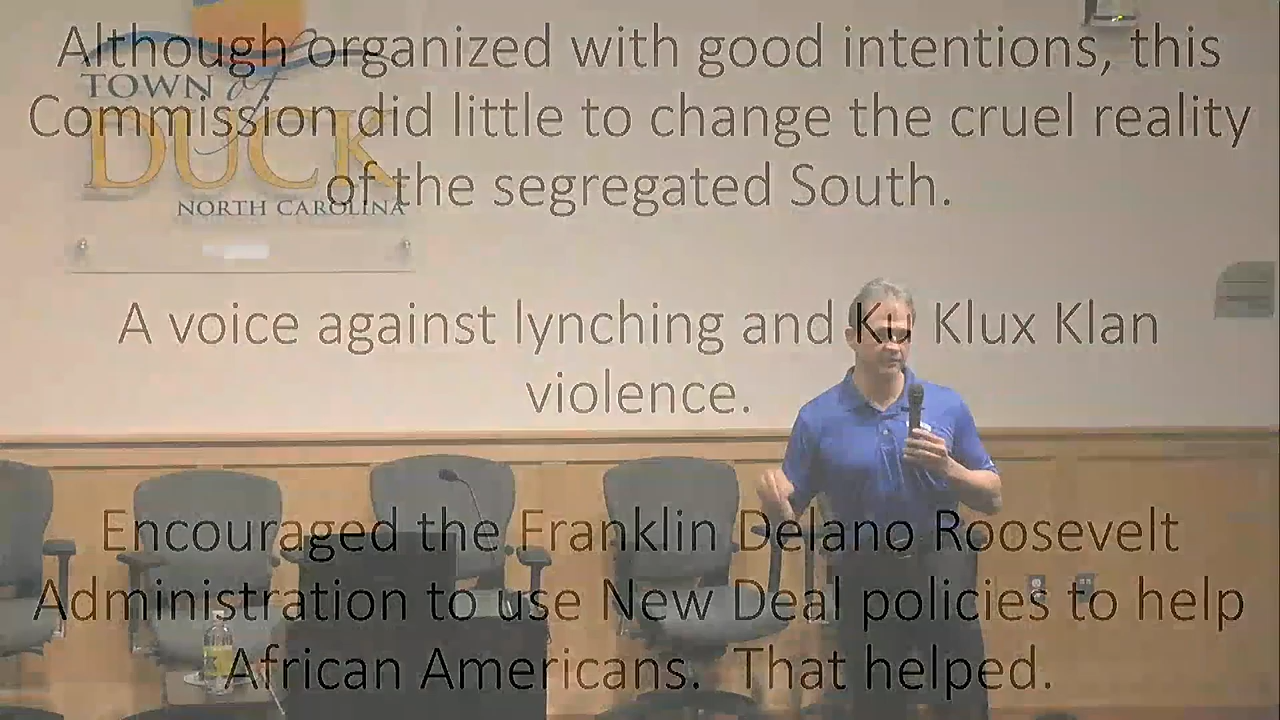 Although organized with good intentions, this
Commission did little to change the cruel reality
of the segregated South.
A voice against lynching and Ku Klux Klan
violence.
Encouraged the Franklin Delano Roosevelt
Administration to use New Deal policies to help
African Americans.  That helped.
TOWN of
DUCK
NORTH CAROLINA